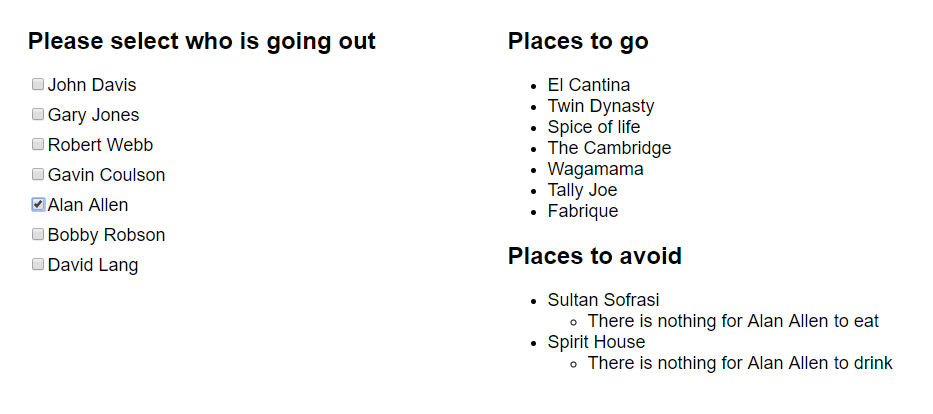 Please select who is going out
John Davis
Gary Jones
Robert Webb
Gavin Coulson
Alan Allen
Bobby Robson
David Lang
Places to go
El Cantina
Twin Dynasty
Spice of life
The Cambridge
Wagamama
Tally Joe
Fabrique
Places to avoid
Sultan Sofrasi
There is nothing for Alan Allen to eat
Spirit House
There is nothing for Alan Allen to drink